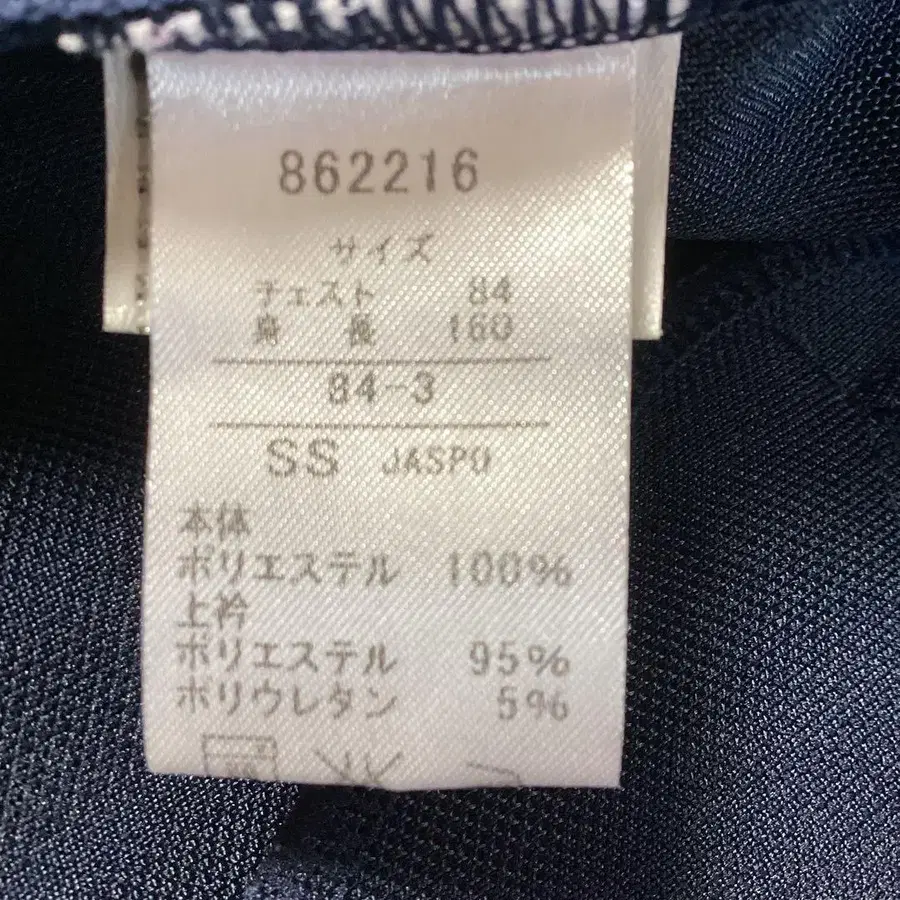 862216
サイズ
チェスト 84
身長 160
84-3
SS JASPO
本体
ポリエステル 100%
上衿
ポリエステル 95%
ポリウレタン 5%